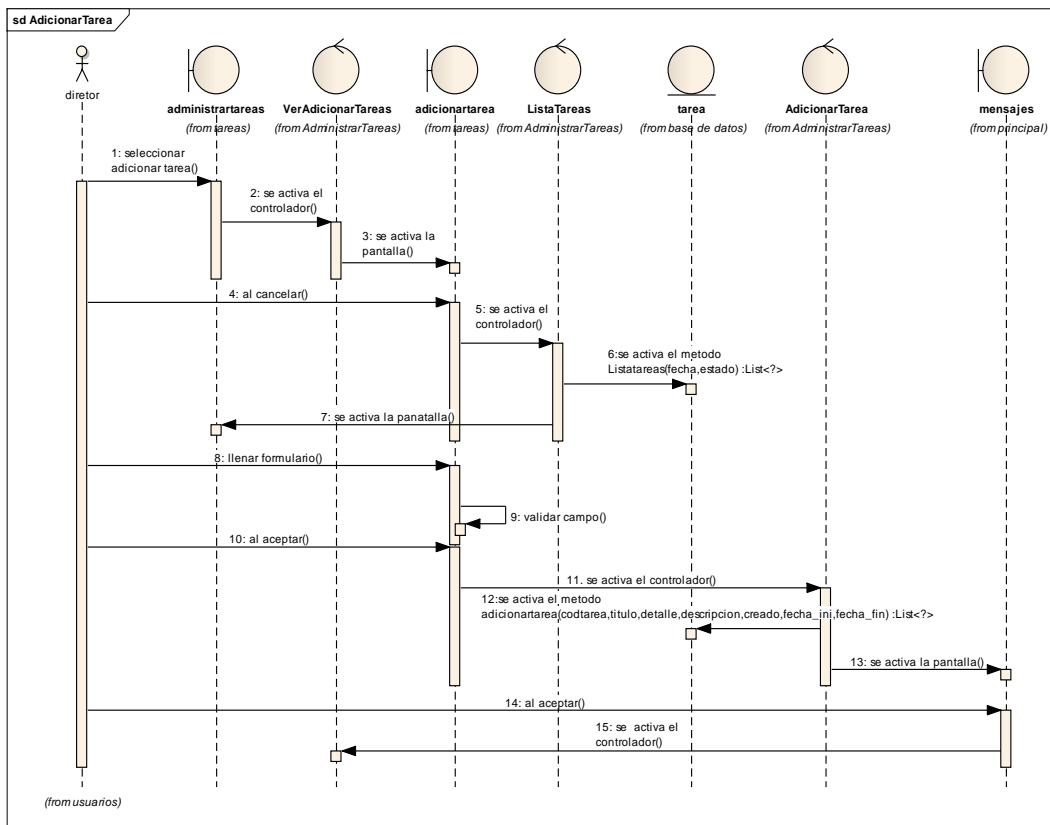 sd AdicionarTarea
diretor
administrartareas
(from tareas)
VerAdicionarTareas
(from AdministrarTareas)
adicionartarea
(from tareas)
ListaTareas
(from AdministrarTareas)
tarea
(from base de datos)
AdicionarTarea
(from AdministrarTareas)
mensajes
(from principal)
1: seleccionar
adicionar tarea()
2: se activa el
controlador()
3: se activa la
pantalla()
4: al cancelar()
5: se activa el
controlador()
6:se activa el metodo
Listatareas(fecha,estado) :List<?>
7: se activa la panatalla()
8: llenar formulario()
9: validar campo()
10: al aceptar()
11. se activa el controlador()
12:se activa el metodo
adicionartarea(codtarea,titulo,detalle,descripcion,creado,fecha_ini,fecha_fin) :List<?>
13: se activa la pantalla()
14: al aceptar()
15: se activa el
controlador()
(from usuarios)